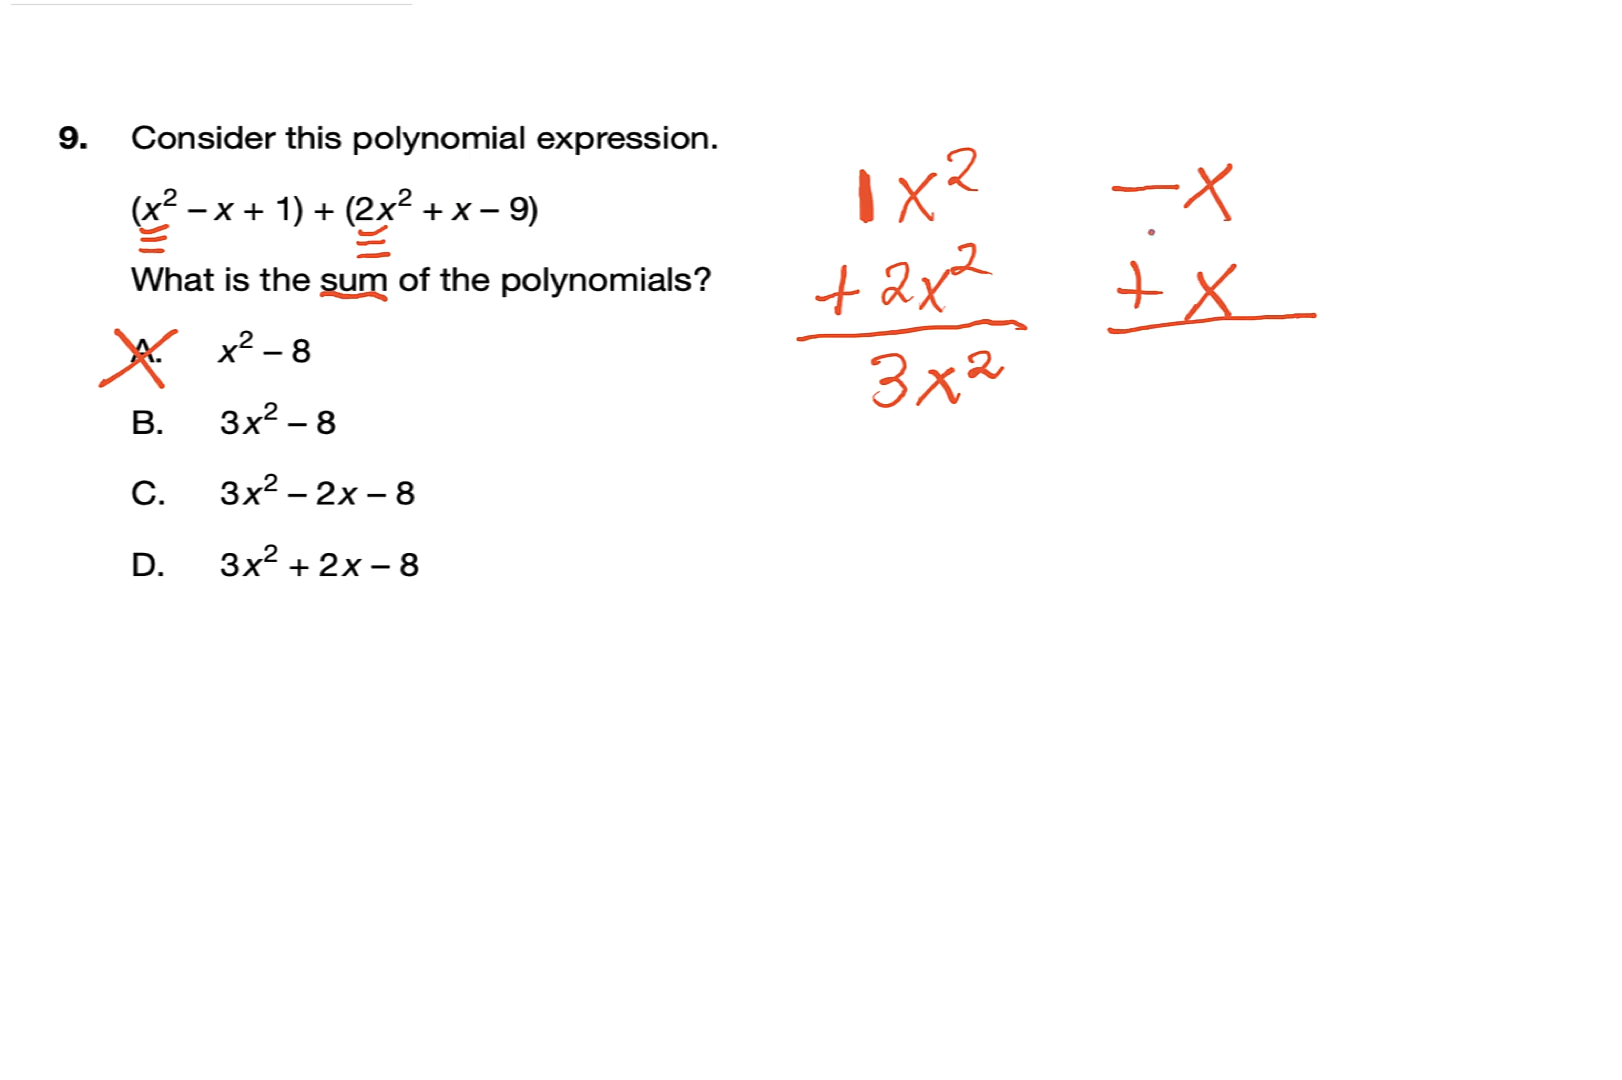 9. Consider this polynomial expression.
(x² – x + 1) + (2x² + x – 9)
What is the sum of the polynomials?
A. x² – 8
B. 3x² – 8
C. 3x² – 2x – 8
D. 3x² + 2x – 8
1x² –x
+ 2x² + x
3x²